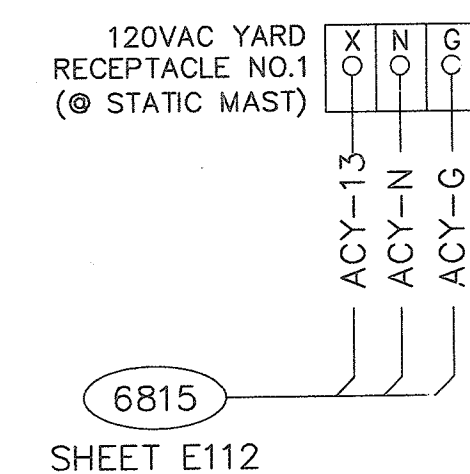 120VAC YARD
RECEPTACLE NO.1
(@ STATIC MAST)
X N G
ACY-13
ACY-N
ACY-G
6815
SHEET E112